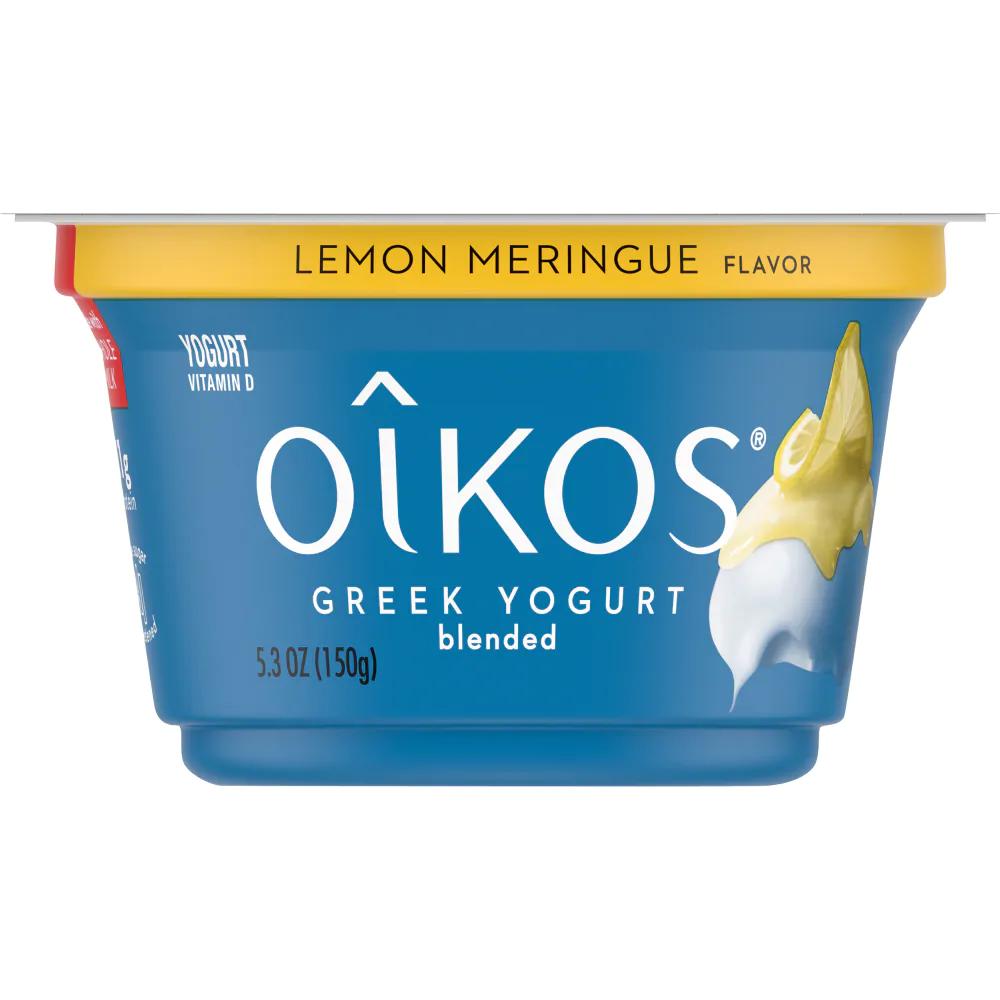 LEMON MERINGUE FLAVOR
YOGURT
VITAMIN D
OÎKOS®
GREEK YOGURT
blended
5.3 OZ (150g)